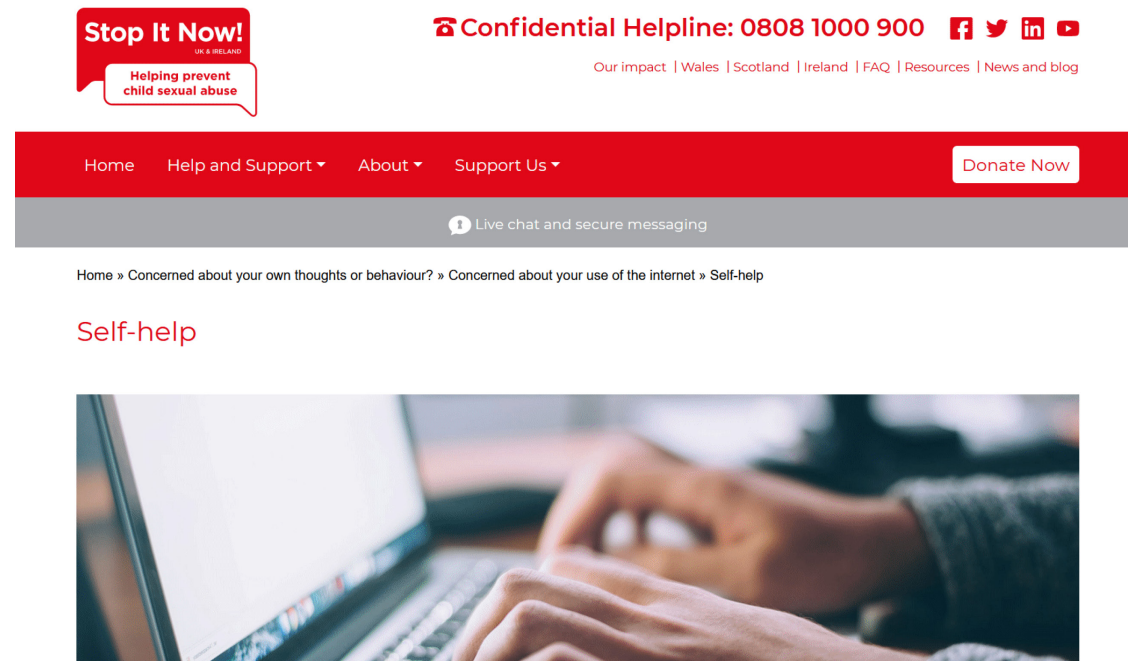 Stop It Now!
UK & IRELAND
Helping prevent
child sexual abuse
Confidential Helpline: 0808 1000 900
Our impact | Wales | Scotland | Ireland | FAQ | Resources | News and blog
Home Help and Support About Support Us Donate Now
Live chat and secure messaging
Home » Concerned about your own thoughts or behaviour? » Concerned about your use of the internet » Self-help
Self-help